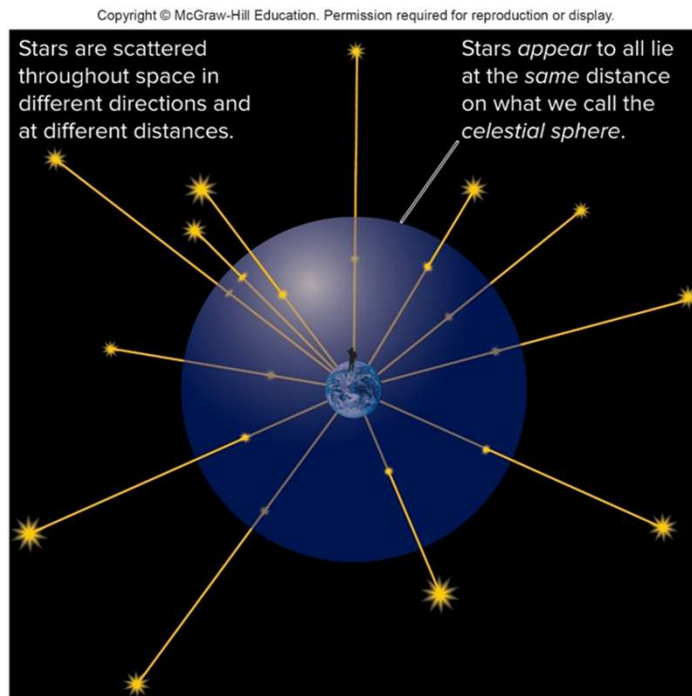 Copyright © McGraw-Hill Education. Permission required for reproduction or display.
Stars are scattered
throughout space in
different directions and
at different distances.
Stars appear to all lie
at the same distance
on what we call the
celestial sphere.